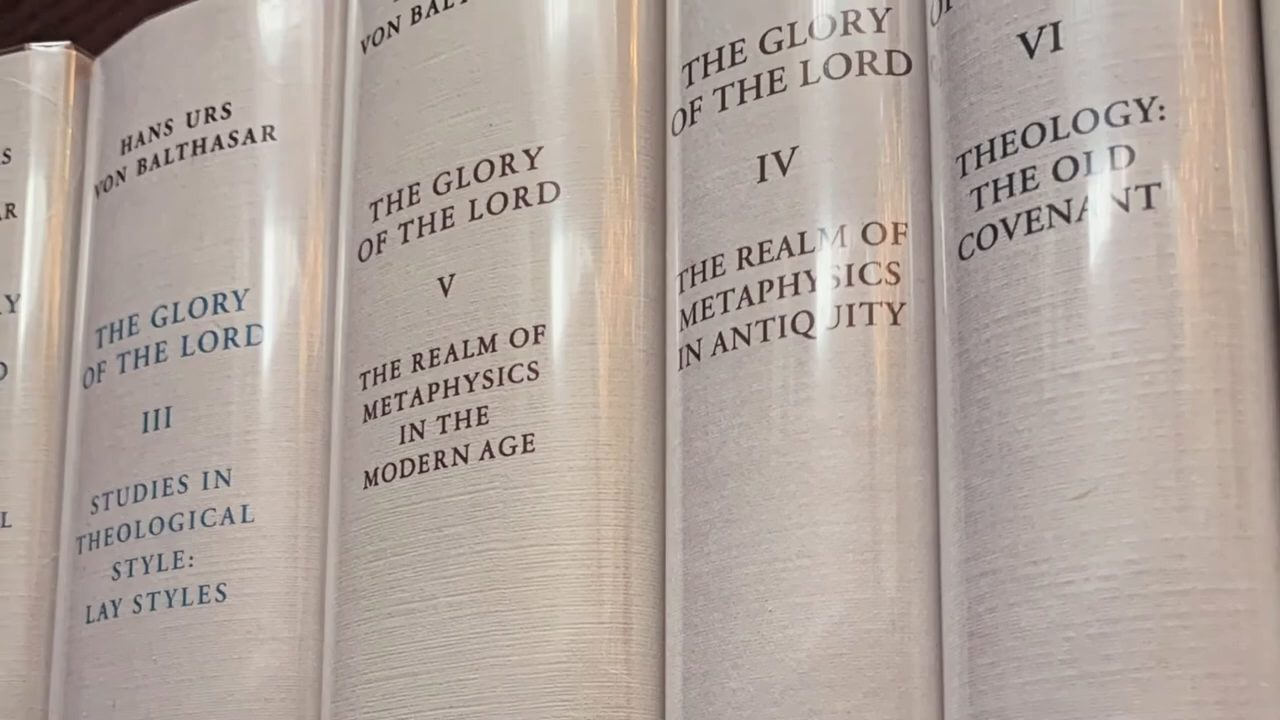 HANS URS
VON BALTHASAR
THE GLORY
OF THE LORD
III
STUDIES IN
THEOLOGICAL
STYLE:
LAY STYLES
VON
THE GLORY
OF THE LORD
V
THE REALM OF
METAPHYSICS
IN THE
MODERN AGE
THE GLORY
OF THE LORD
IV
THE REALM OF
METAPHYSICS
IN ANTIQUITY
VI
THEOLOGY:
THE OLD
COVENANT